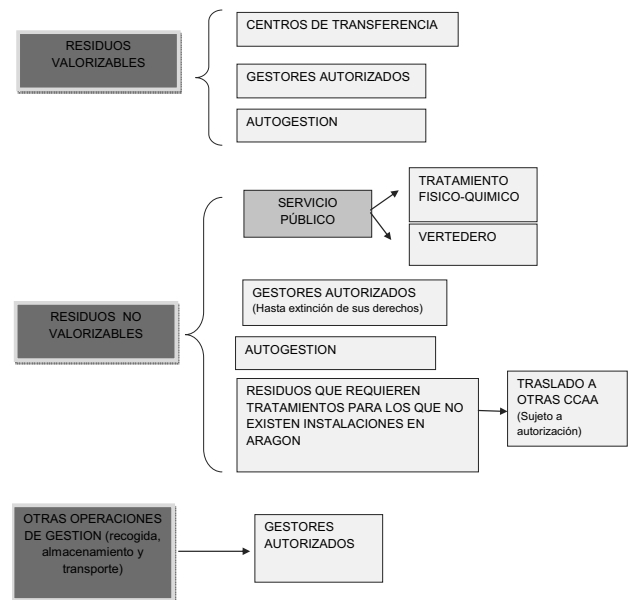 RESIDUOS
VALORIZABLES
CENTROS DE TRANSFERENCIA
GESTORES AUTORIZADOS
AUTOGESTION
RESIDUOS NO
VALORIZABLES
SERVICIO
PÚBLICO
TRATAMIENTO
FISICO-QUIMICO
VERTEDERO
GESTORES AUTORIZADOS
(Hasta extinción de sus derechos)
AUTOGESTION
RESIDUOS QUE REQUIEREN
TRATAMIENTOS PARA LOS QUE NO
EXISTEN INSTALACIONES EN
ARAGON
TRASLADO A
OTRAS CCAA
(Sujeto a
autorización)
OTRAS OPERACIONES
DE GESTION (recogida,
almacenamiento y
transporte)
GESTORES
AUTORIZADOS